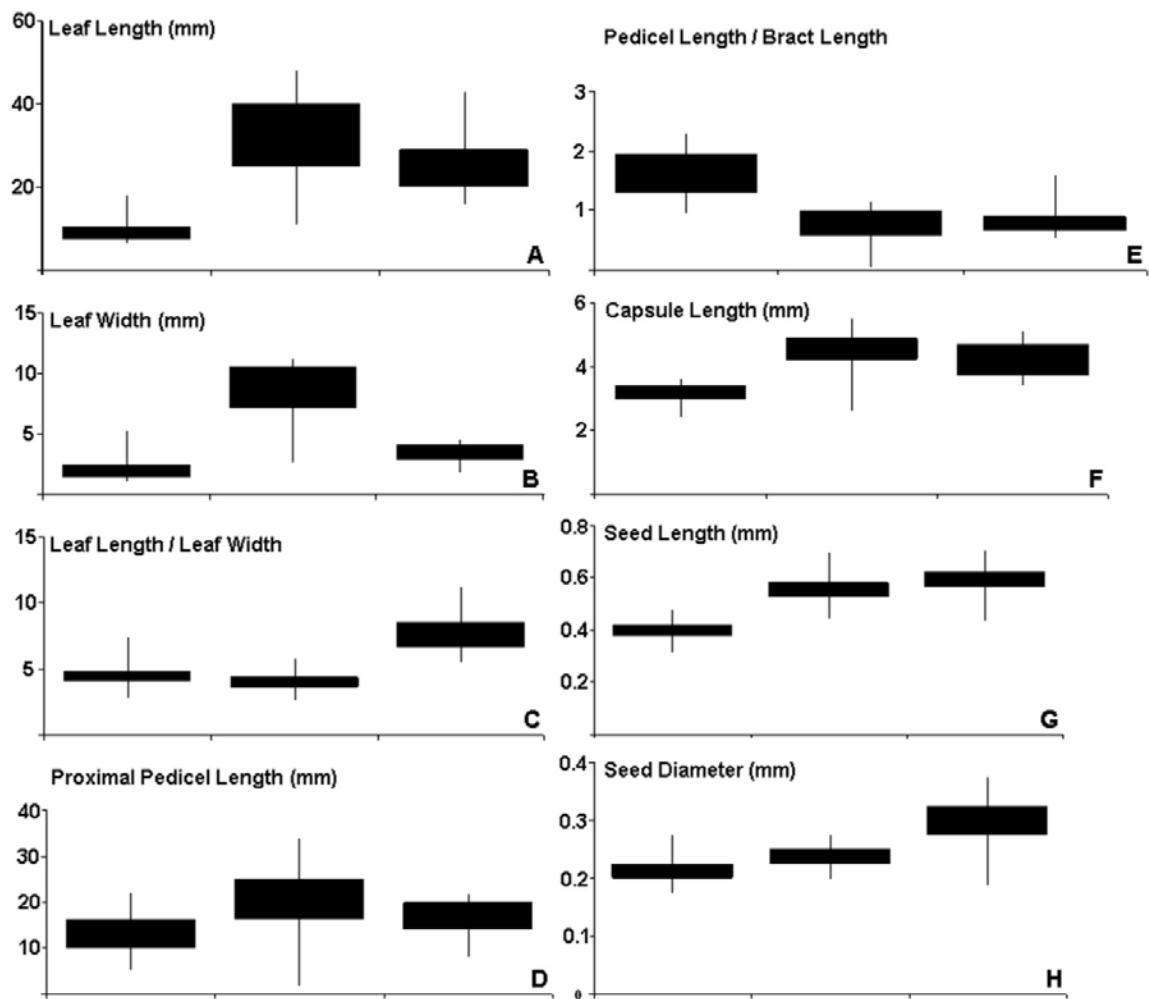 Leaf Length (mm)
60
40
20
A
Leaf Width (mm)
15
10
5
B
Leaf Length / Leaf Width
15
10
5
C
Proximal Pedicel Length (mm)
40
30
20
10
D
Pedicel Length / Bract Length
3
2
1
E
Capsule Length (mm)
6
4
2
F
Seed Length (mm)
0.8
0.6
0.4
0.2
G
Seed Diameter (mm)
0.4
0.3
0.2
0.1
0
H